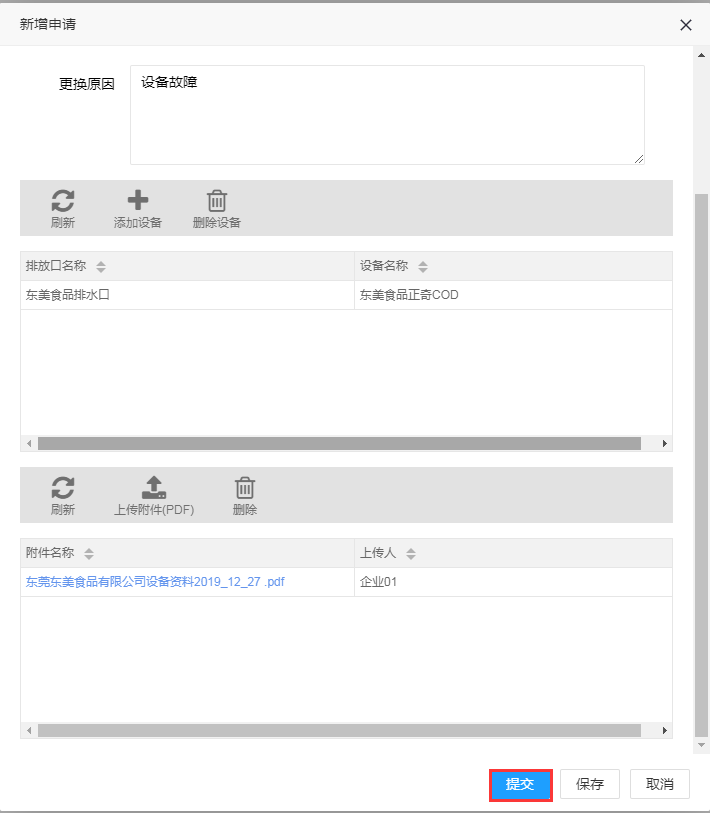 新增申请
更换原因
设备故障
刷新 添加设备 删除设备
排放口名称 设备名称
东美食品排水口 东美食品正奇COD
刷新 上传附件(PDF) 删除
附件名称 上传人
东莞东美食品有限公司设备资料2019_12_27 .pdf 企业01
提交 保存 取消